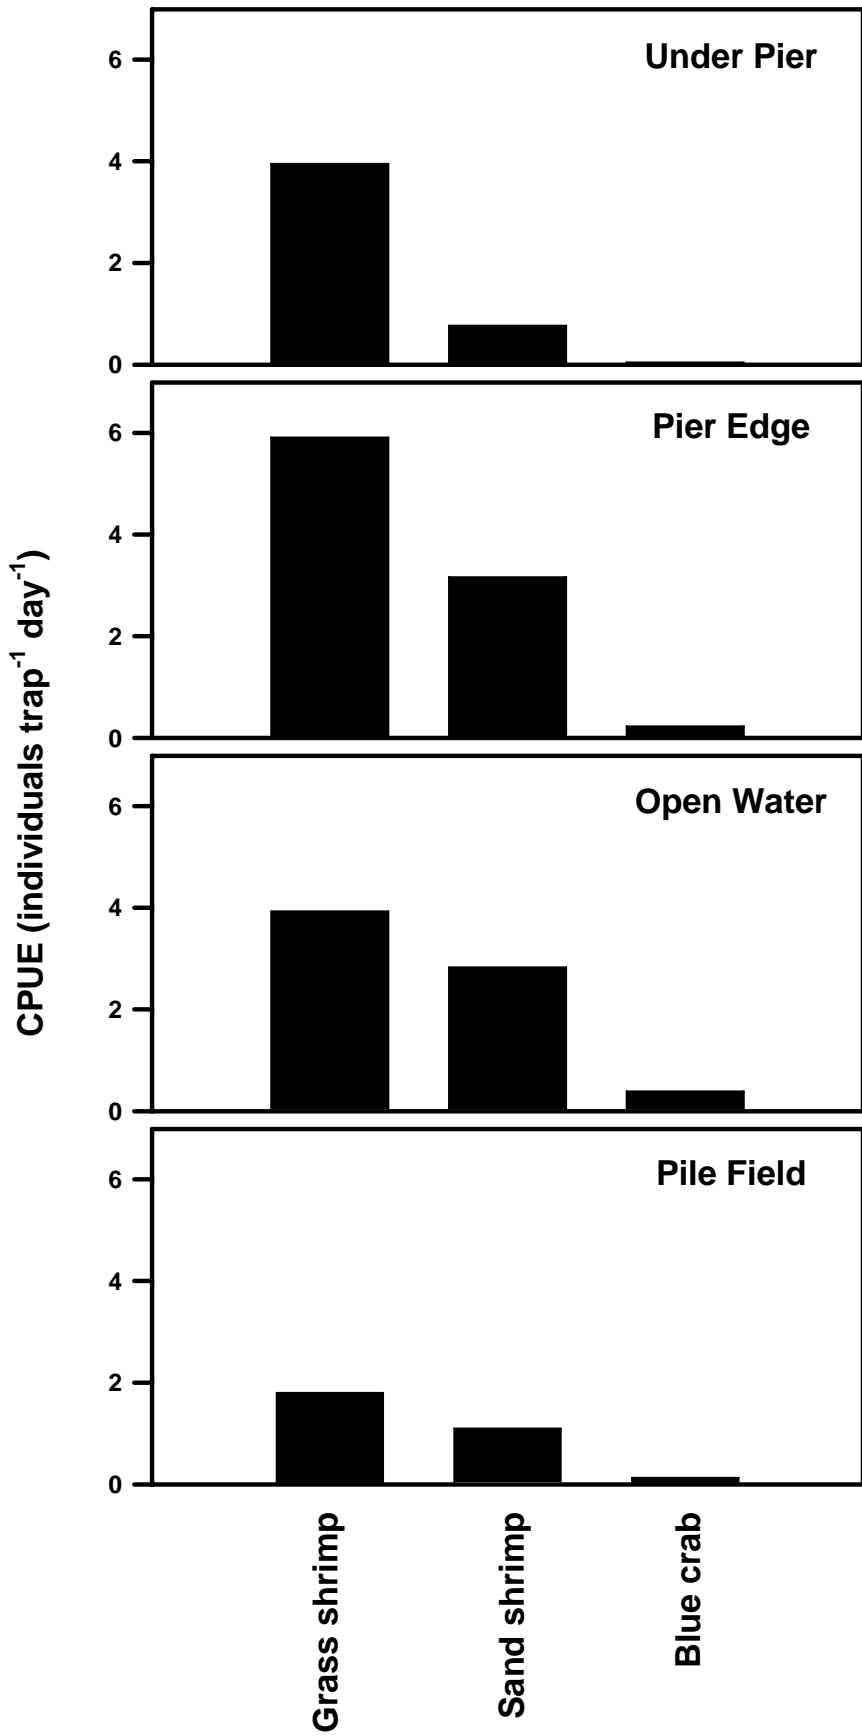 CPUE (individuals trap⁻¹ day⁻¹)
Under Pier
6
4
2
0
Pier Edge
6
4
2
0
Open Water
6
4
2
0
Pile Field
6
4
2
0
Grass shrimp
Sand shrimp
Blue crab